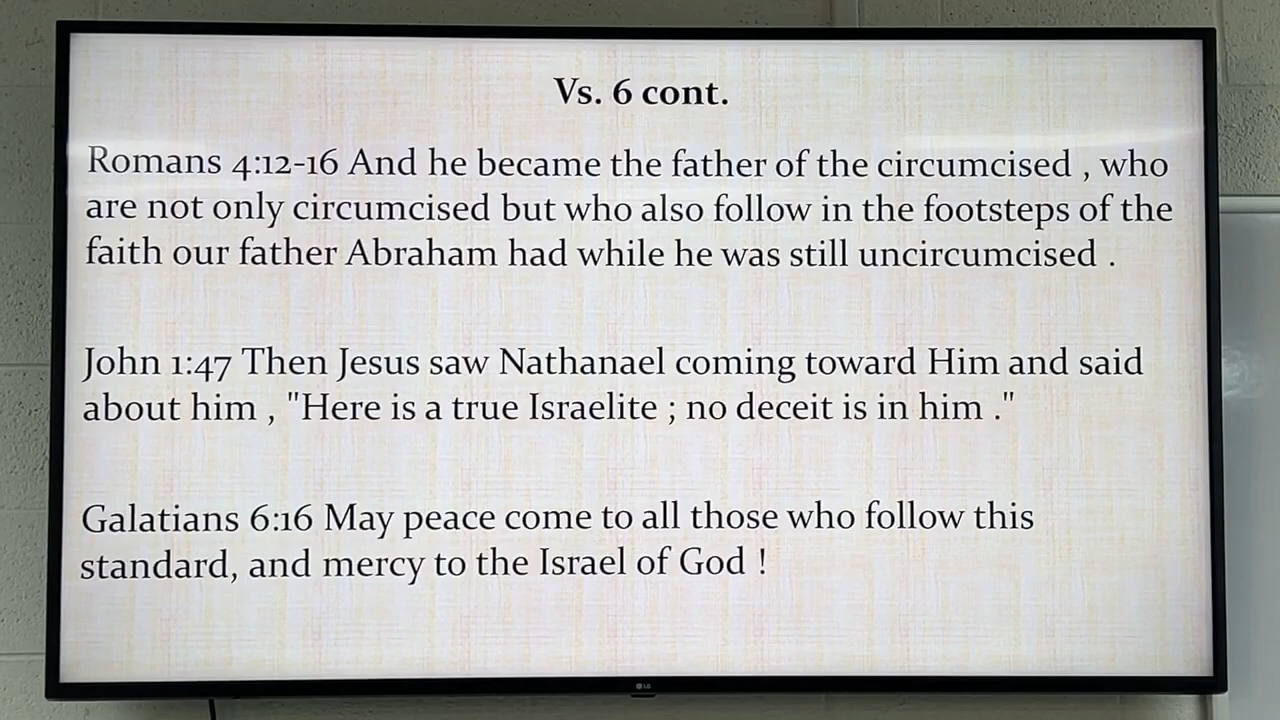 Vs. 6 cont.
Romans 4:12-16 And he became the father of the circumcised , who
are not only circumcised but who also follow in the footsteps of the
faith our father Abraham had while he was still uncircumcised .
John 1:47 Then Jesus saw Nathanael coming toward Him and said
about him , "Here is a true Israelite ; no deceit is in him ."
Galatians 6:16 May peace come to all those who follow this
standard, and mercy to the Israel of God !
LG